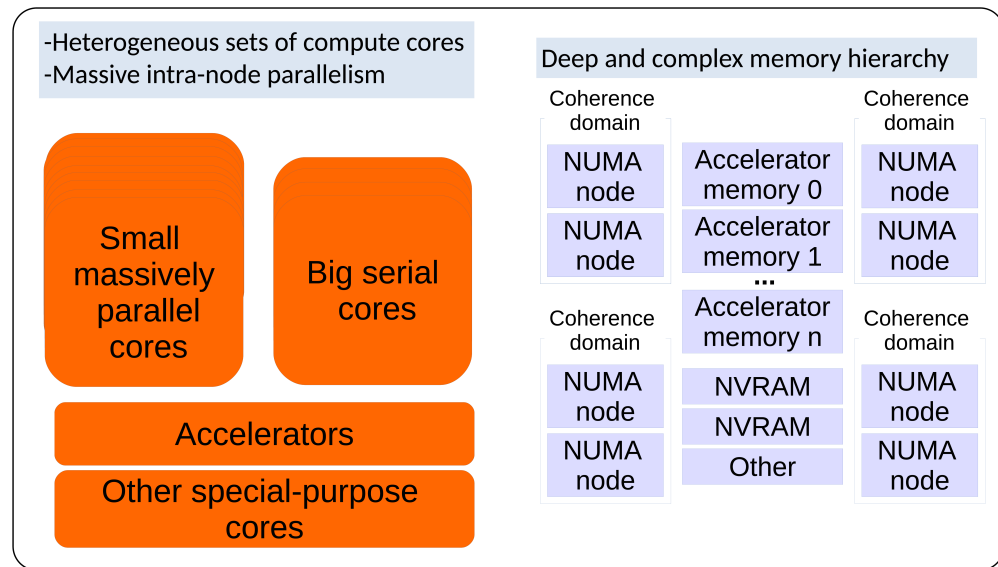 -Heterogeneous sets of compute cores
-Massive intra-node parallelism
Small
massively
parallel
cores
Big serial
cores
Accelerators
Other special-purpose
cores
Deep and complex memory hierarchy
Coherence
domain
NUMA
node
NUMA
node
Accelerator
memory 0
Accelerator
memory 1
...
Accelerator
memory n
NVRAM
NVRAM
Other
Coherence
domain
NUMA
node
NUMA
node
Coherence
domain
NUMA
node
NUMA
node
Coherence
domain
NUMA
node
NUMA
node